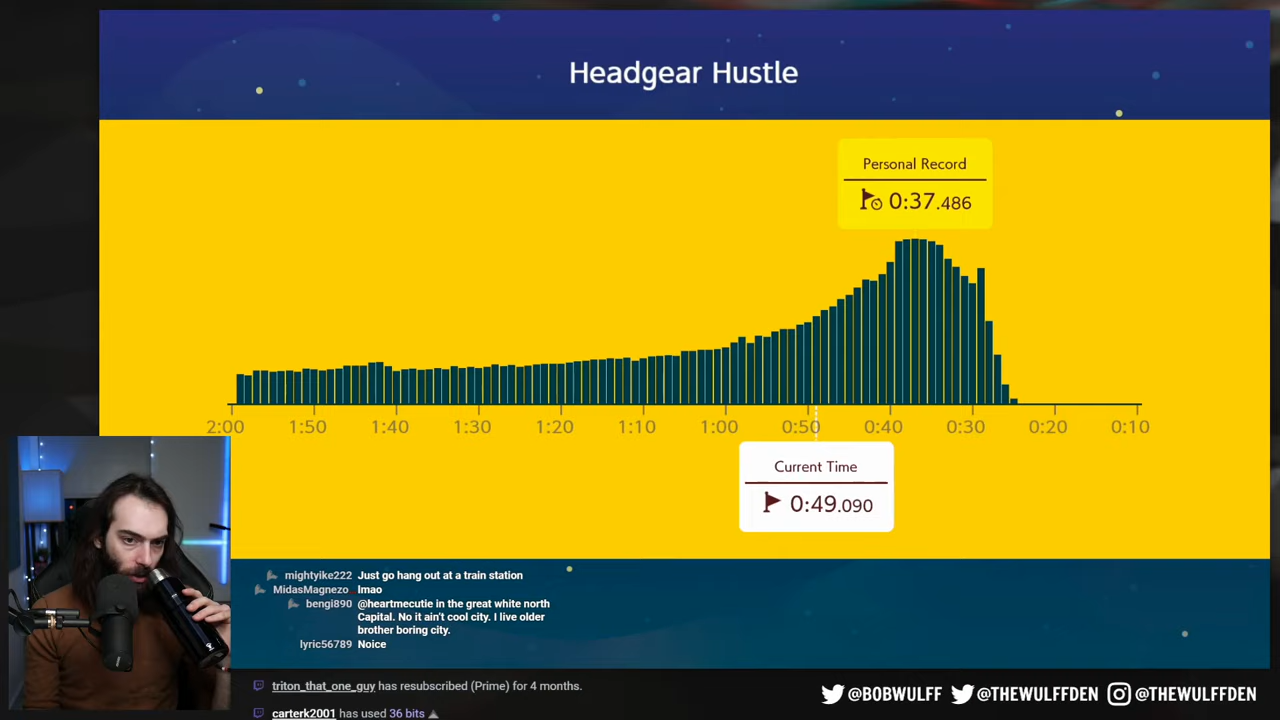 Headgear Hustle
Personal Record
0:37.486
2:00 1:50 1:40 1:30 1:20 1:10 1:00 0:50 0:40 0:30 0:20 0:10
Current Time
0:49.090
mightyike222 Just go hang out at a train station
MidasMagnezo lmao
bengi890 @heartmecutie in the great white north
Capital. No it ain't cool city. I live older
brother boring city.
lyric56789 Noice
triton_that_one_guy has resubscribed (Prime) for 4 months.
carterk2001 has used 36 bits
@BOBWULFF @THEWULFFDEN @THEWULFFDEN